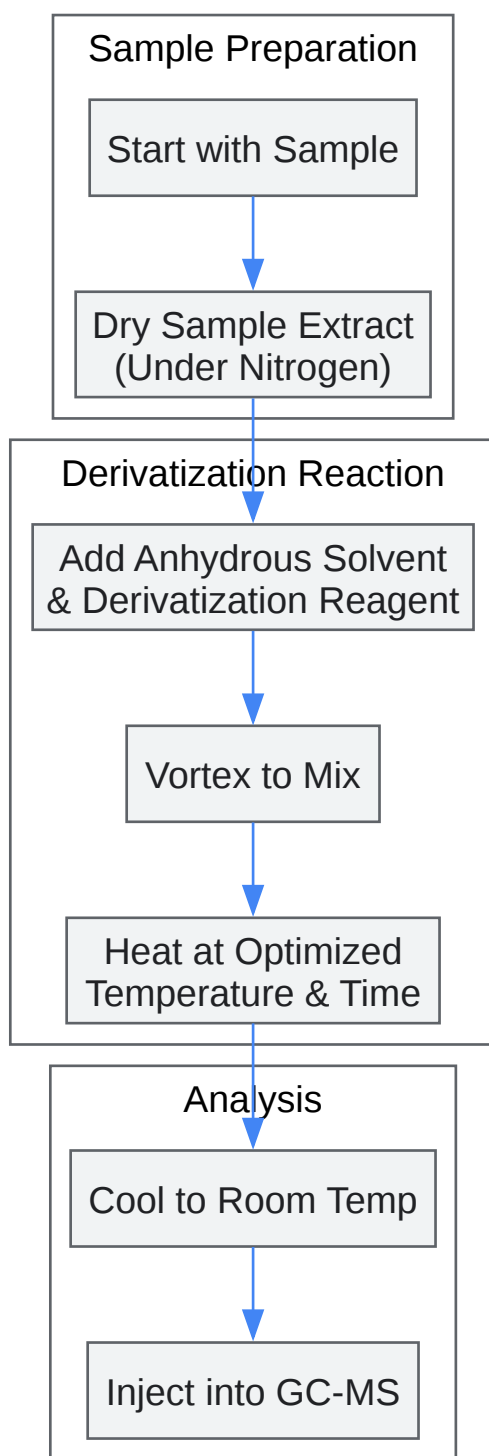 Sample Preparation
Start with Sample
Dry Sample Extract
(Under Nitrogen)
Derivatization Reaction
Add Anhydrous Solvent
& Derivatization Reagent
Vortex to Mix
Heat at Optimized
Temperature & Time
Analysis
Cool to Room Temp
Inject into GC-MS